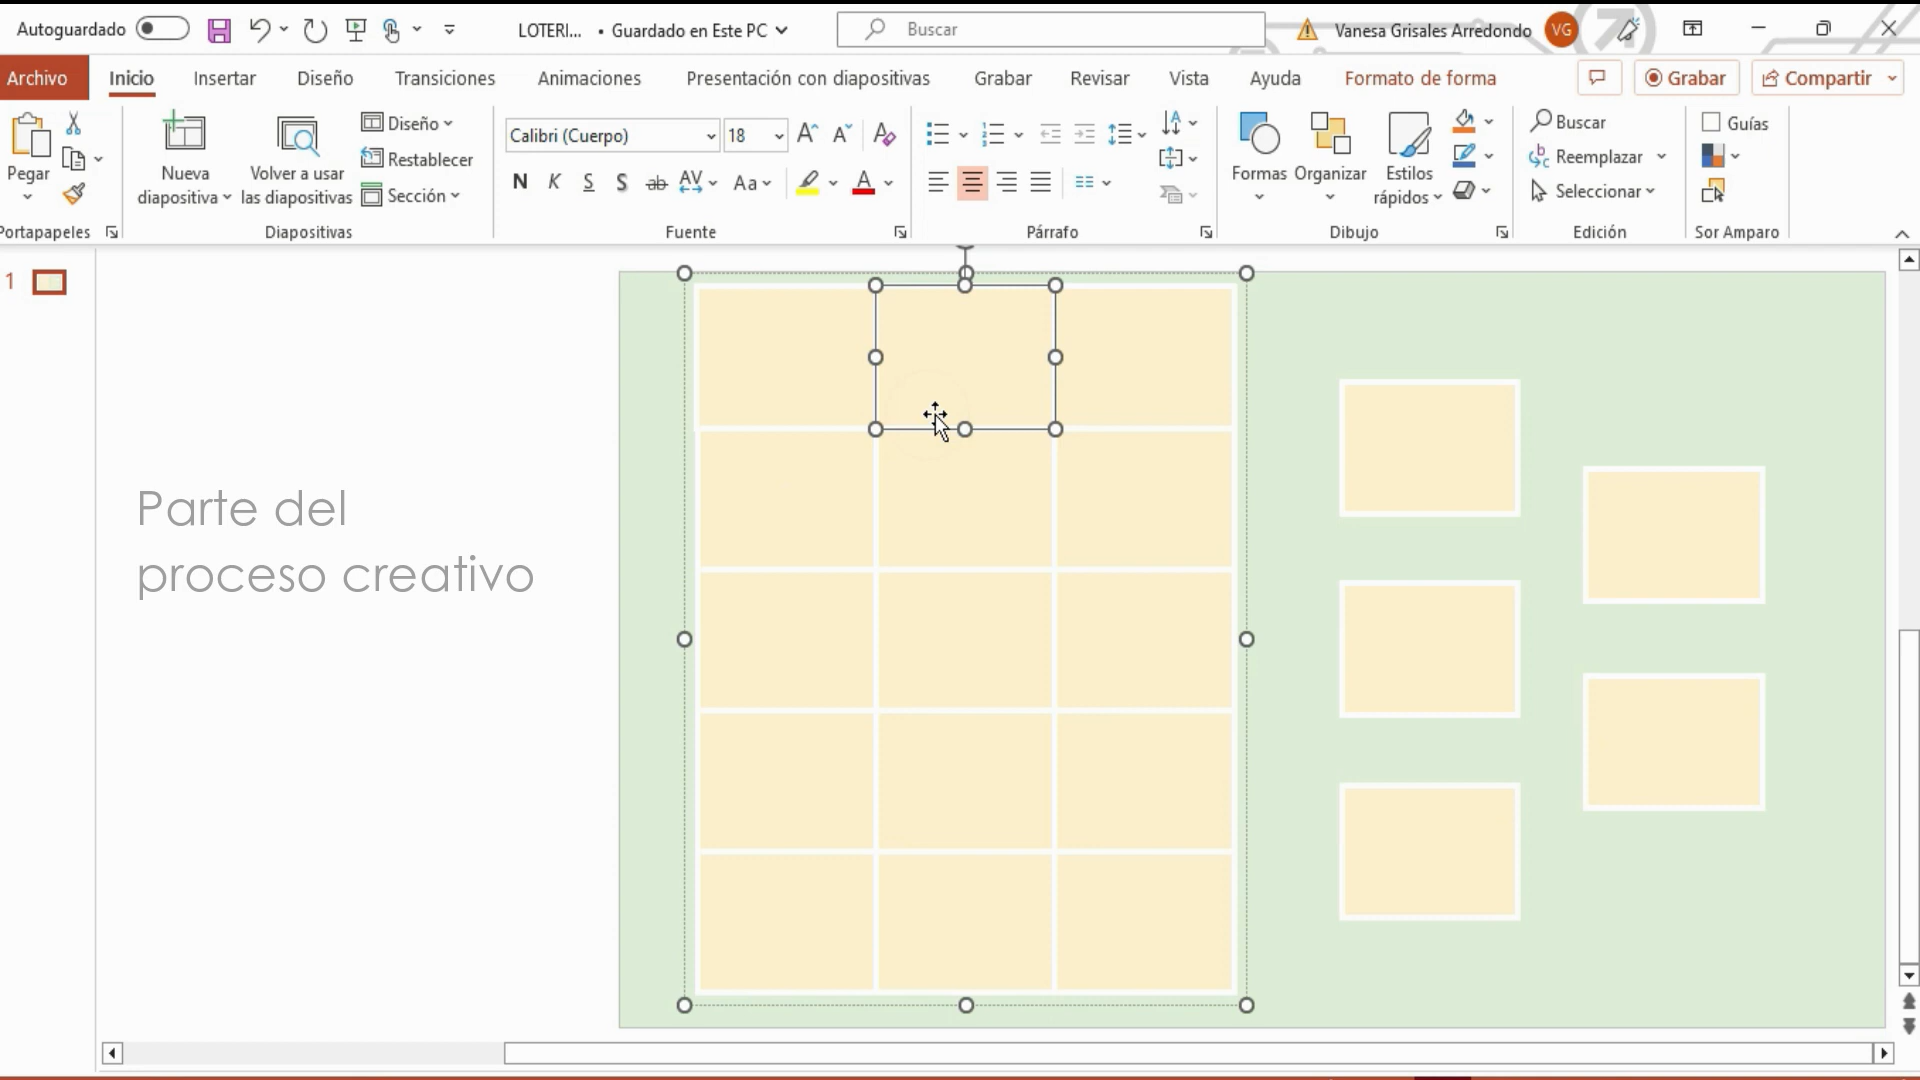 Autoguardado
LOTERI... • Guardado en Este PC
Buscar
Vanesa Grisales Arredondo
VG
Archivo
Inicio
Insertar
Diseño
Transiciones
Animaciones
Presentación con diapositivas
Grabar
Revisar
Vista
Ayuda
Formato de forma
Grabar
Compartir
Pegar
Portapapeles
Nueva
diapositiva
Volver a usar
las diapositivas
Diseño
Restablecer
Sección
Diapositivas
Calibri (Cuerpo)
18
N K S S ab AV Aa A
Fuente
Párrafo
Formas
Organizar
Estilos
rápidos
Dibujo
Buscar
Reemplazar
Seleccionar
Edición
Guías
Sor Amparo
1
Parte del
proceso creativo